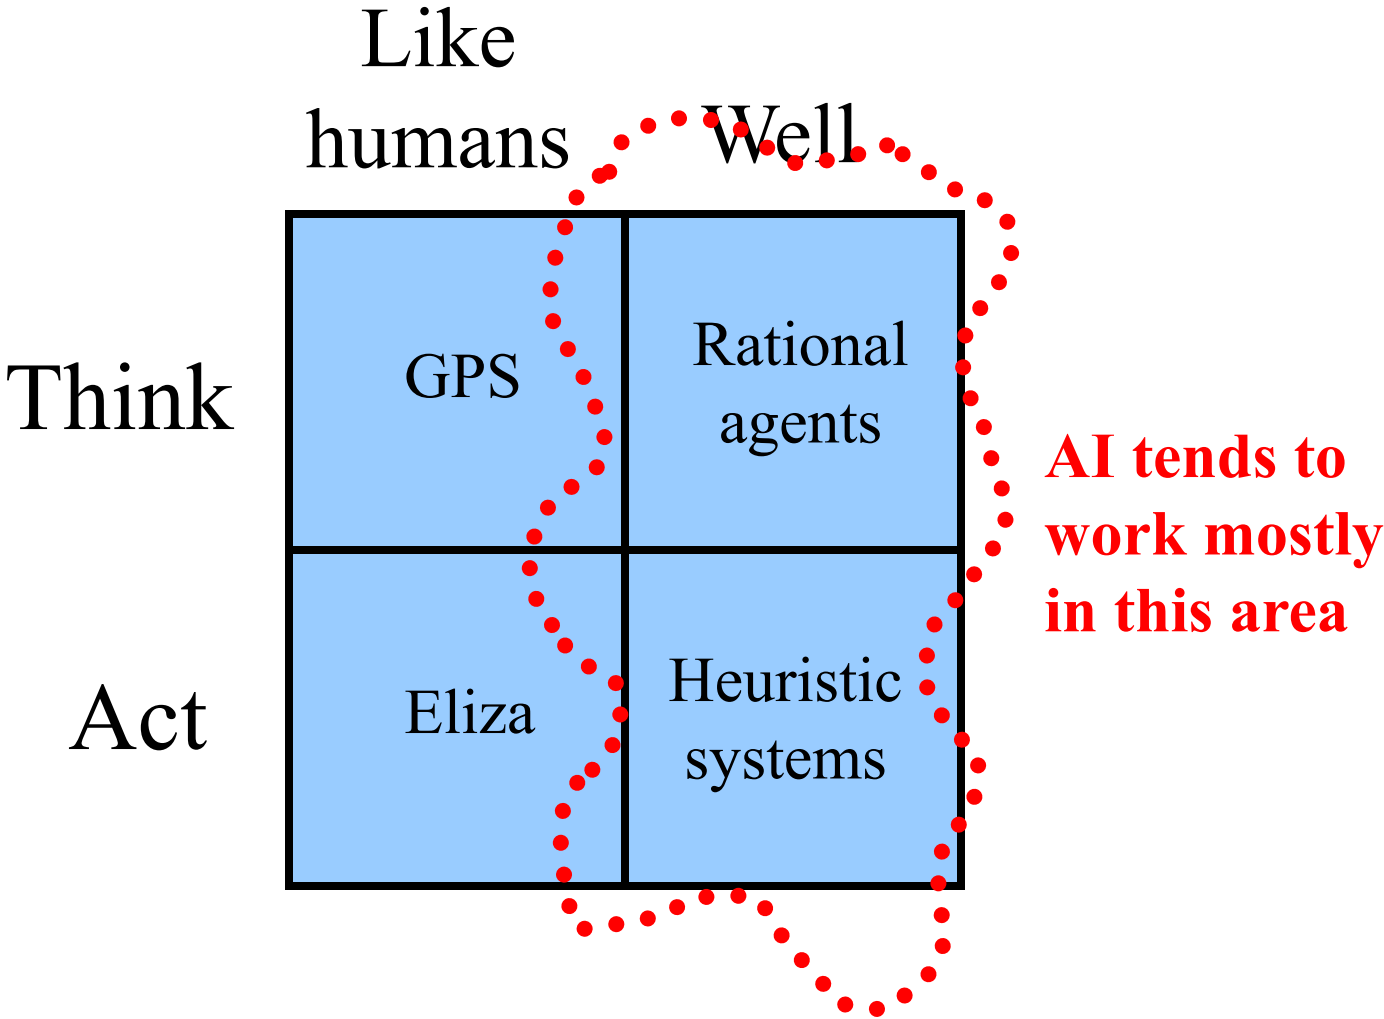 Like
humans
Well
Think
GPS
Rational
agents
AI tends to
work mostly
in this area
Act
Eliza
Heuristic
systems